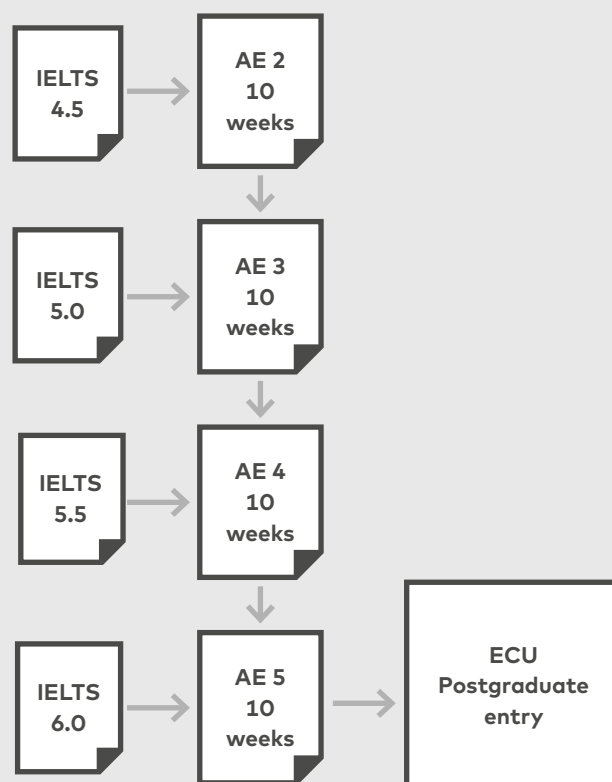 IELTS
4.5
AE 2
10
weeks
IELTS
5.0
AE 3
10
weeks
IELTS
5.5
AE 4
10
weeks
IELTS
6.0
AE 5
10
weeks
ECU
Postgraduate
entry